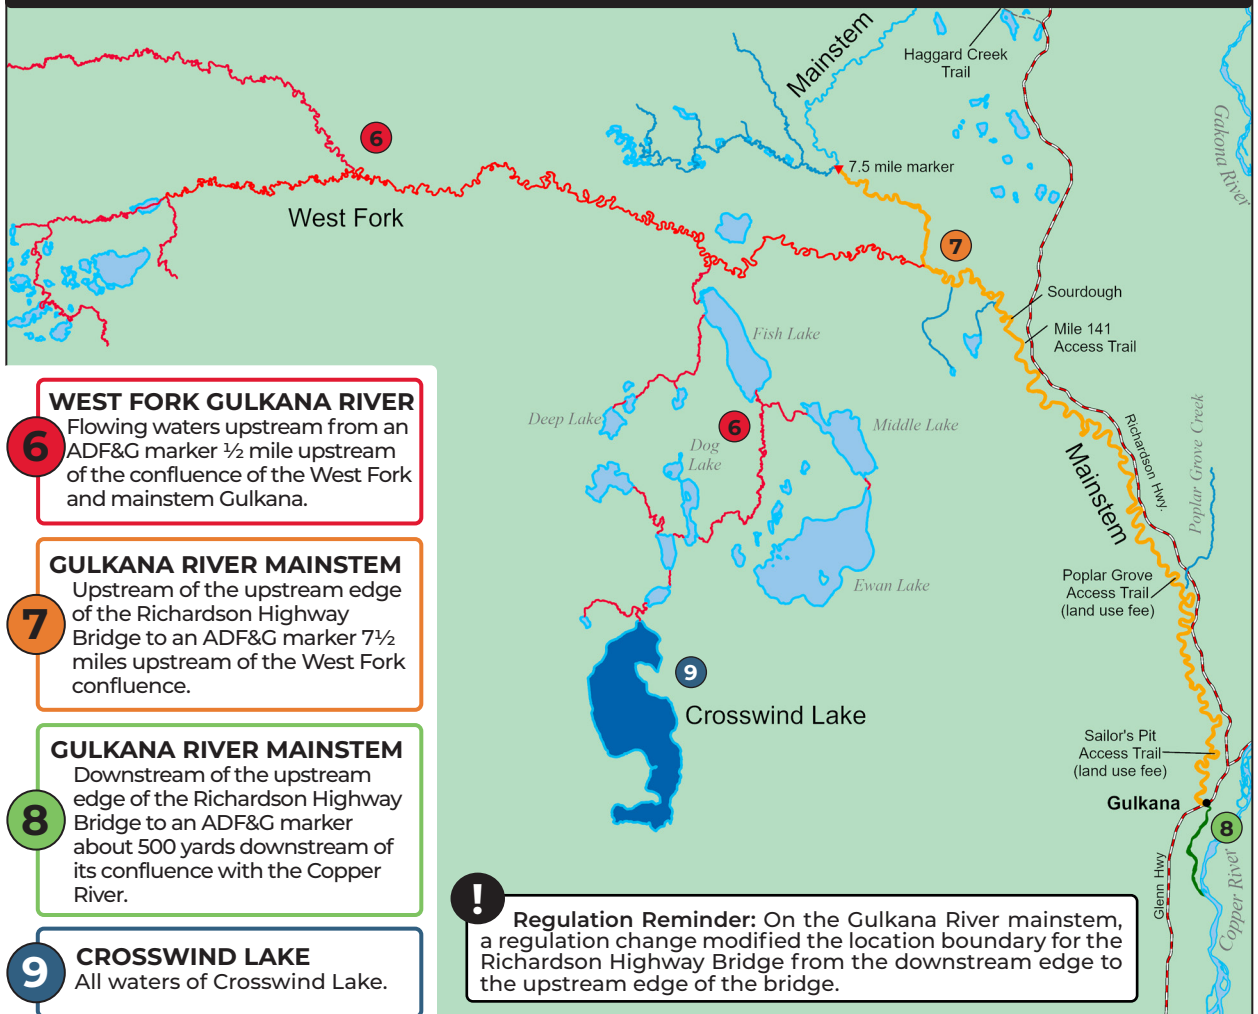 Mainstem
Haggard Creek
Trail
Gakona River
6
7.5 mile marker
West Fork
7
Sourdough
Mile 141
Access Trail
Fish Lake
Deep Lake
6
Middle Lake
Dog
Lake
Richardson Hwy.
Poplar Grove Creek
Mainstem
Ewan Lake
Poplar Grove
Access Trail
(land use fee)
9
Crosswind Lake
Sailor's Pit
Access Trail
(land use fee)
Gulkana
8
Glenn Hwy
Copper River
6
WEST FORK GULKANA RIVER
Flowing waters upstream from an
ADF&G marker ½ mile upstream
of the confluence of the West Fork
and mainstem Gulkana.
7
GULKANA RIVER MAINSTEM
Upstream of the upstream edge
of the Richardson Highway
Bridge to an ADF&G marker 7½
miles upstream of the West Fork
confluence.
8
GULKANA RIVER MAINSTEM
Downstream of the upstream
edge of the Richardson Highway
Bridge to an ADF&G marker
about 500 yards downstream of
its confluence with the Copper
River.
9
CROSSWIND LAKE
All waters of Crosswind Lake.
!
Regulation Reminder: On the Gulkana River mainstem,
a regulation change modified the location boundary for the
Richardson Highway Bridge from the downstream edge to
the upstream edge of the bridge.